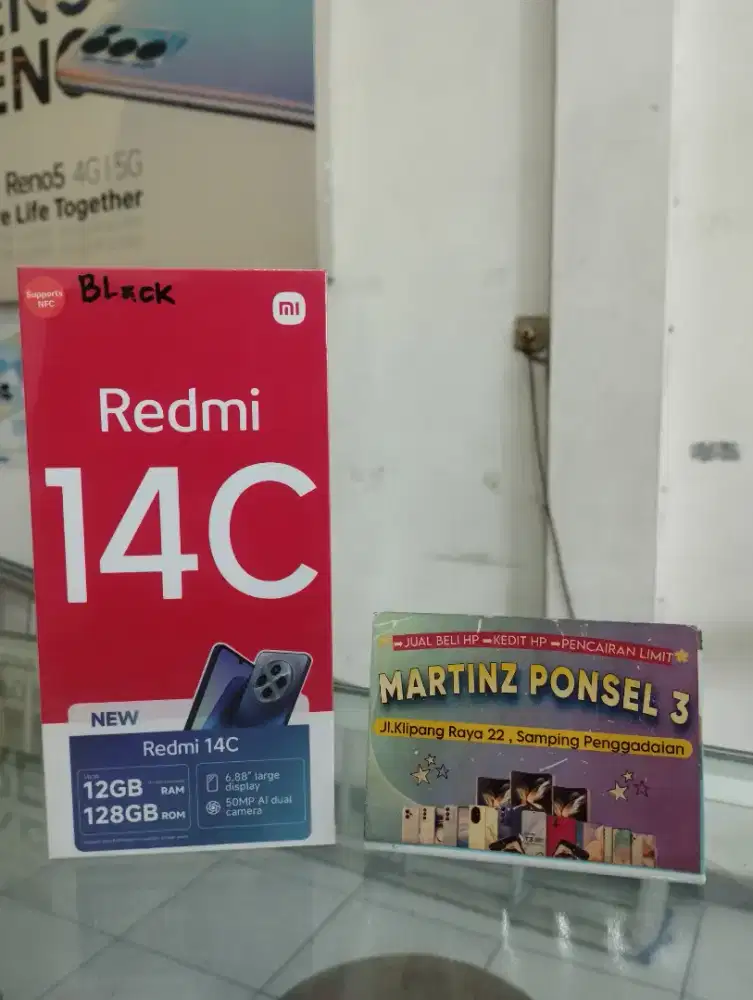 Reno5 4G|5G
Life Together
Supports
NFC
BLack
mi
Redmi
14C
NEW
Redmi 14C
12GB RAM
128GB ROM
6.88" large
display
50MP AI dual
camera
JUAL BELI HP KEDIT HP PENCAIRAN LIMIT
MARTINZ PONSEL 3
Jl.Klipang Raya 22 , Samping Penggadaian